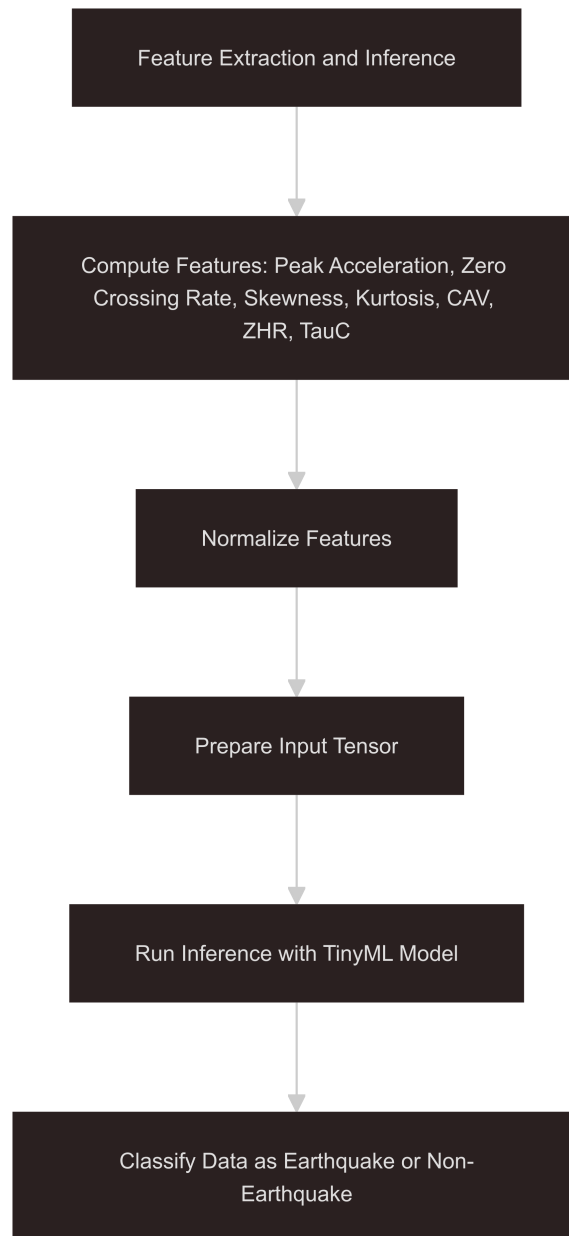 Feature Extraction and Inference
Compute Features: Peak Acceleration, Zero
Crossing Rate, Skewness, Kurtosis, CAV,
ZHR, TauC
Normalize Features
Prepare Input Tensor
Run Inference with TinyML Model
Classify Data as Earthquake or Non-
Earthquake